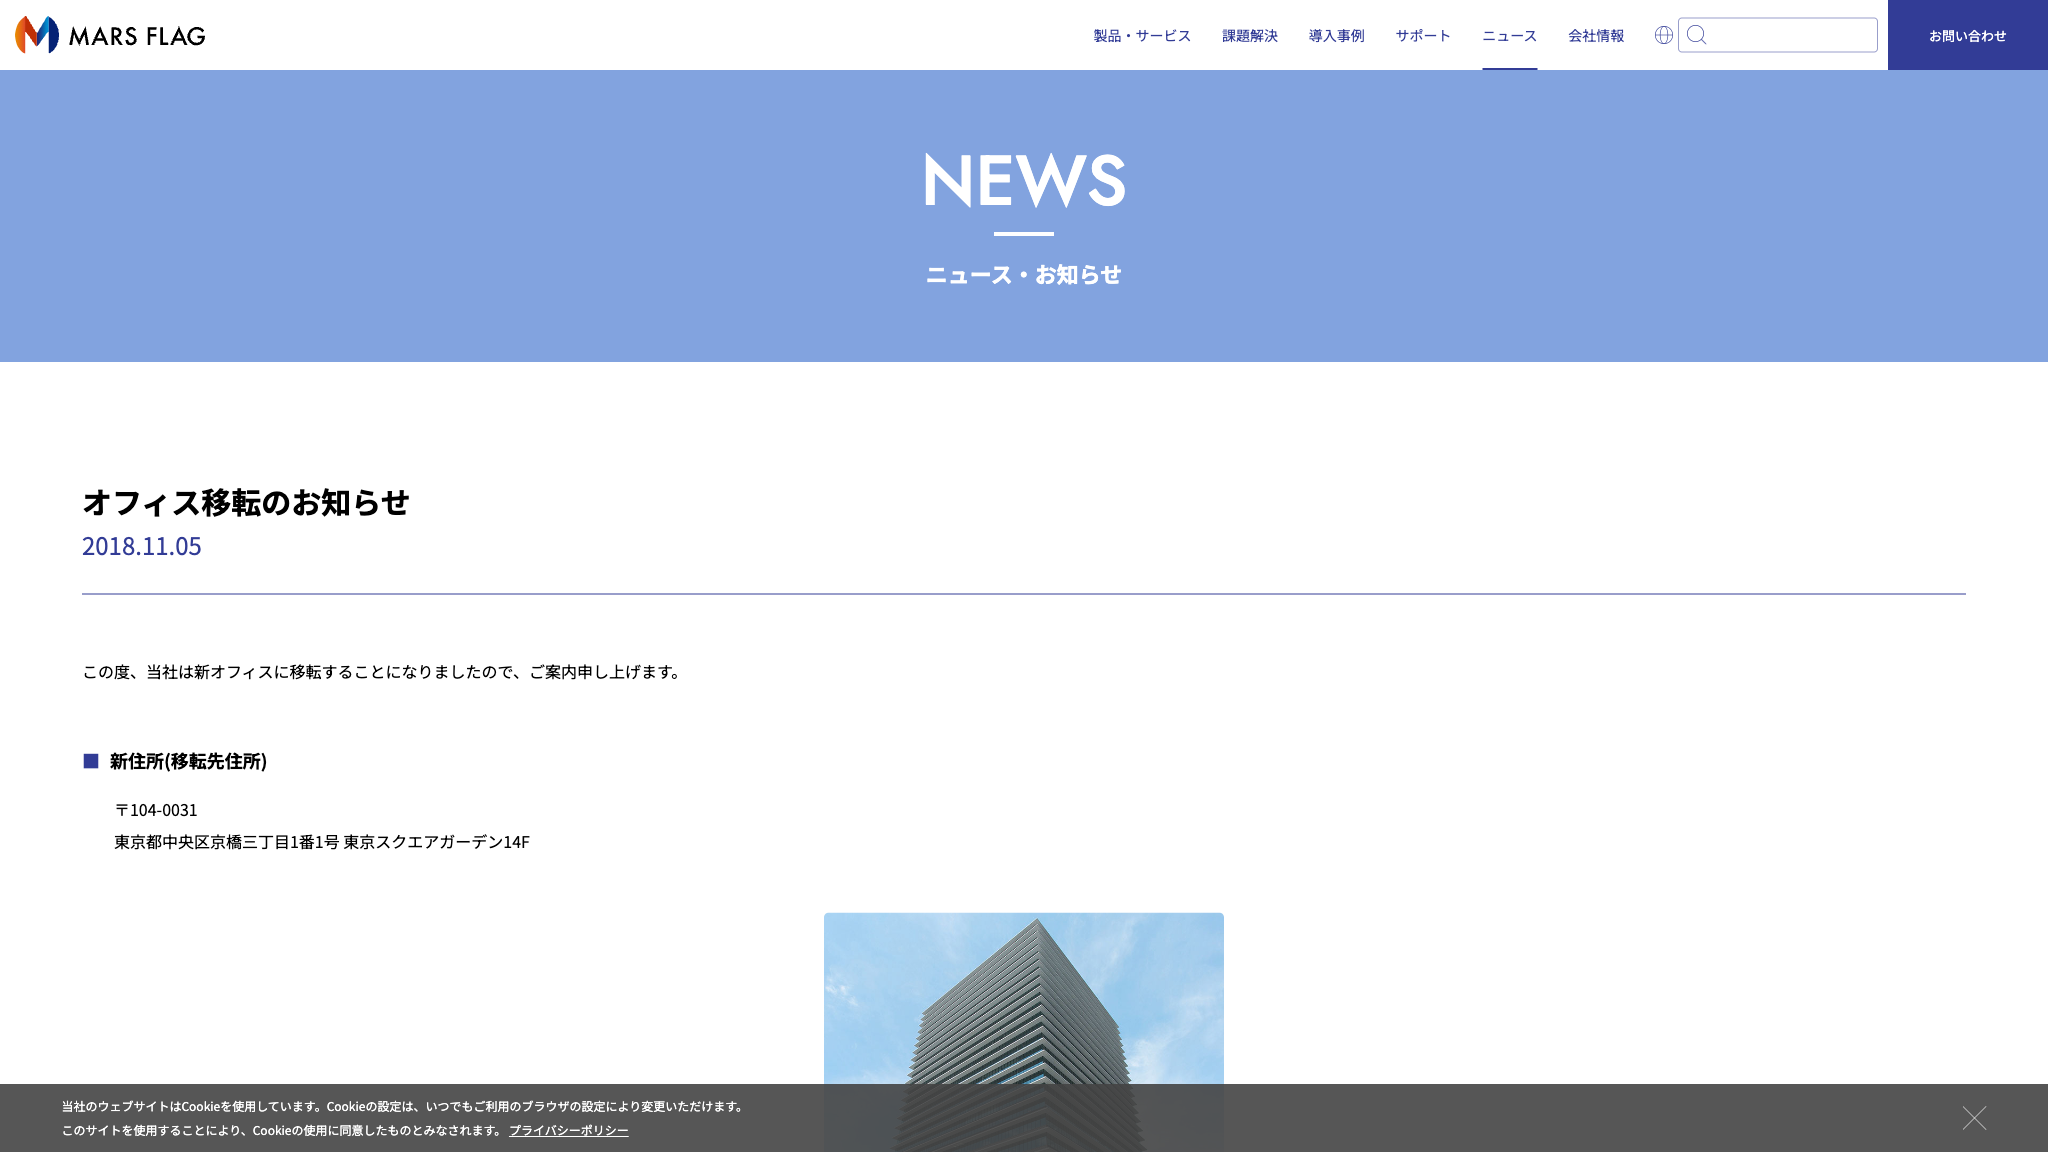 MARS FLAG
製品・サービス
課題解決
導入事例
サポート
ニュース
会社情報
お問い合わせ
NEWS
ニュース・お知らせ
オフィス移転のお知らせ
2018.11.05
この度、当社は新オフィスに移転することになりましたので、ご案内申し上げます。
■ 新住所(移転先住所)
〒104-0031
東京都中央区京橋三丁目1番1号 東京スクエアガーデン14F
当社のウェブサイトはCookieを使用しています。Cookieの設定は、いつでもご利用のブラウザの設定により変更いただけます。
このサイトを使用することにより、Cookieの使用に同意したものとみなされます。 プライバシーポリシー